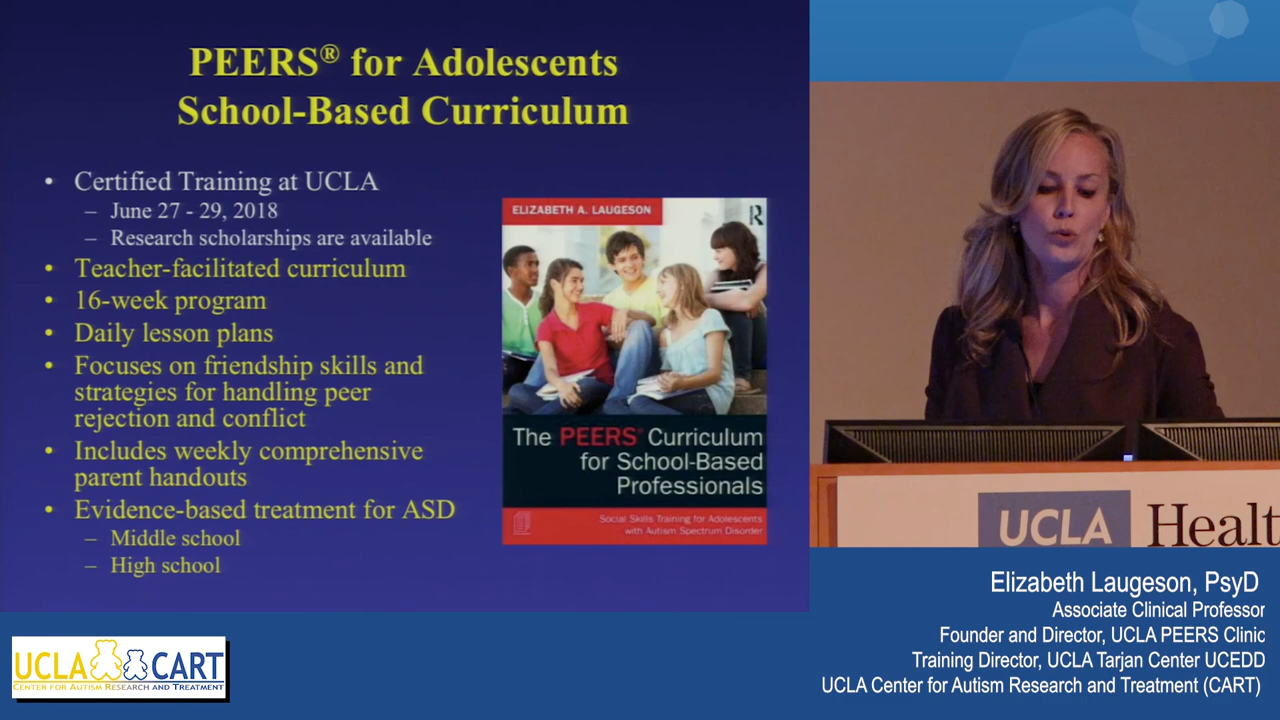 PEERS® for Adolescents
School-Based Curriculum
• Certified Training at UCLA
– June 27 - 29, 2018
– Research scholarships are available
• Teacher-facilitated curriculum
• 16-week program
• Daily lesson plans
• Focuses on friendship skills and
strategies for handling peer
rejection and conflict
• Includes weekly comprehensive
parent handouts
• Evidence-based treatment for ASD
– Middle school
– High school
ELIZABETH A. LAUGESON
R
The PEERS® Curriculum
for School-Based
Professionals
Social Skills Training for Adolescents
with Autism Spectrum Disorder
UCLA Health
Elizabeth Laugeson, PsyD
Associate Clinical Professor
Founder and Director, UCLA PEERS Clinic
Training Director, UCLA Tarjan Center UCEDD
UCLA Center for Autism Research and Treatment (CART)
UCLA CART
CENTER FOR AUTISM RESEARCH AND TREATMENT